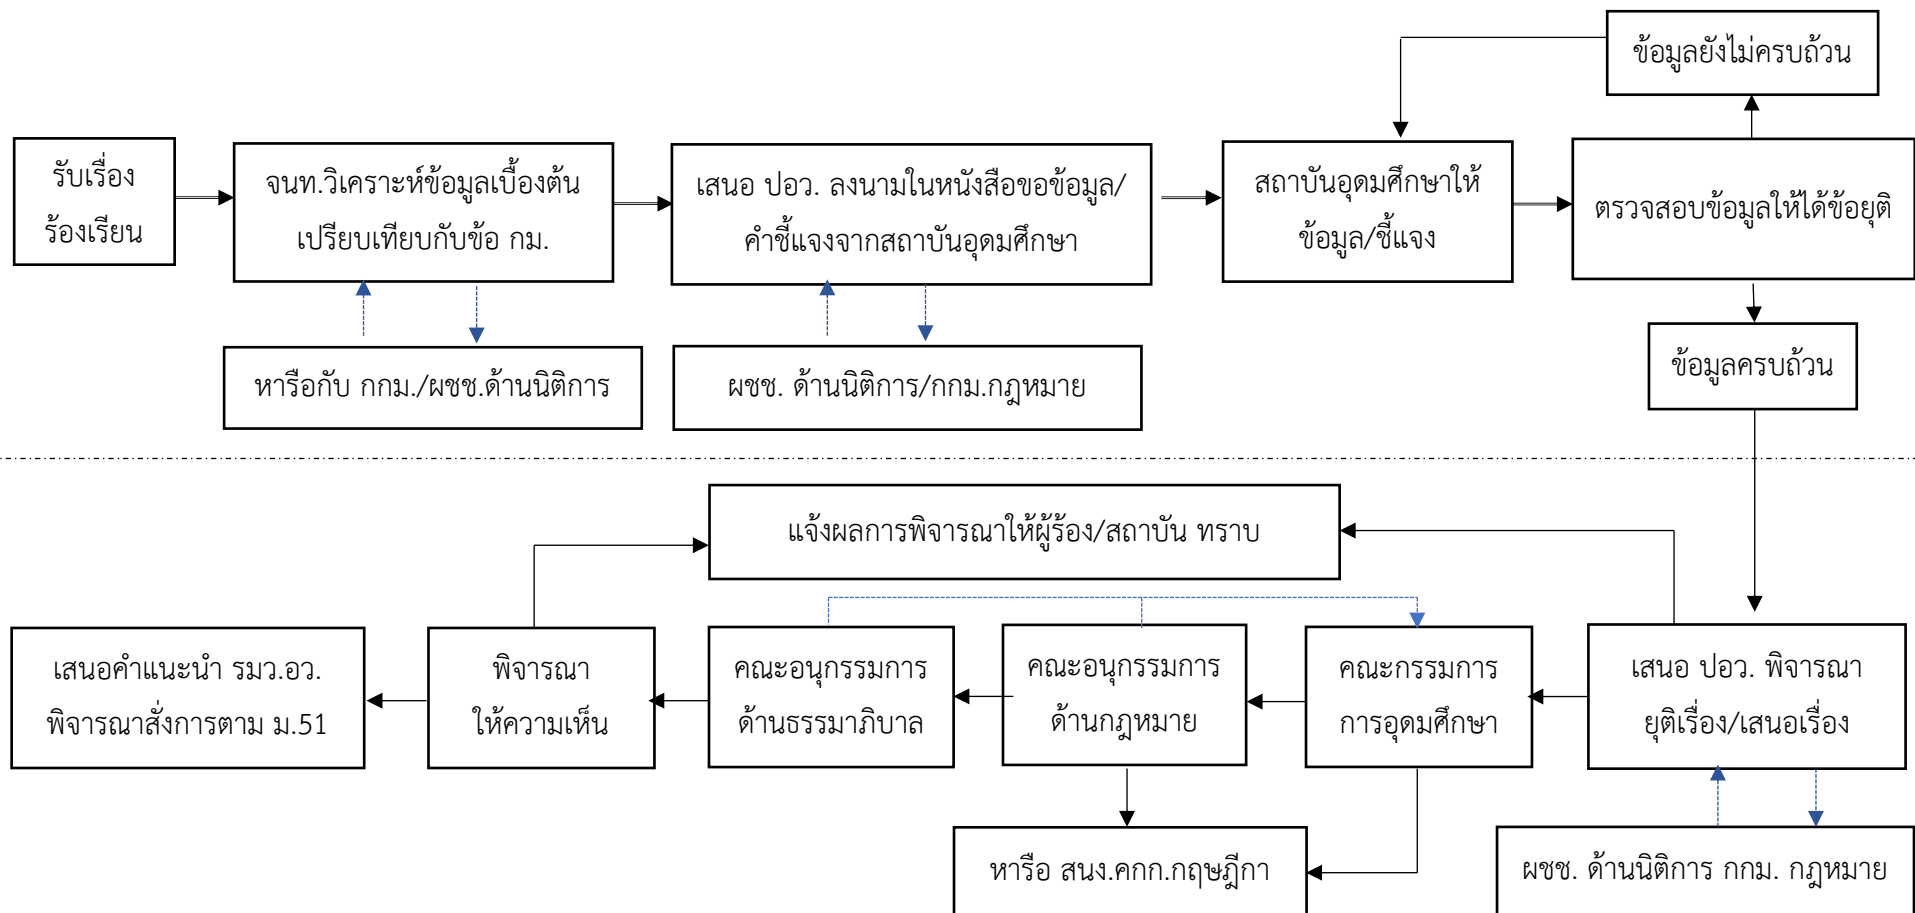 ข้อมูลยังไม่ครบถ้วน
รับเรื่อง
ร้องเรียน
จนท.วิเคราะห์ข้อมูลเบื้องต้น
เปรียบเทียบกับข้อ กม.
เสนอ ปอว. ลงนามในหนังสือขอข้อมูล/
คำชี้แจงจากสถาบันอุดมศึกษา
สถาบันอุดมศึกษาให้
ข้อมูล/ชี้แจง
ตรวจสอบข้อมูลให้ได้ข้อยุติ
หารือกับ กกม./ผชช.ด้านนิติการ
ผชช. ด้านนิติการ/กกม.กฎหมาย
ข้อมูลครบถ้วน
แจ้งผลการพิจารณาให้ผู้ร้อง/สถาบัน ทราบ
เสนอคำแนะนำ รมว.อว.
พิจารณาสั่งการตาม ม.51
พิจารณา
ให้ความเห็น
คณะอนุกรรมการ
ด้านธรรมาภิบาล
คณะอนุกรรมการ
ด้านกฎหมาย
คณะกรรมการ
การอุดมศึกษา
เสนอ ปอว. พิจารณา
ยุติเรื่อง/เสนอเรื่อง
หารือ สนง.คกก.กฤษฎีกา
ผชช. ด้านนิติการ กกม. กฎหมาย